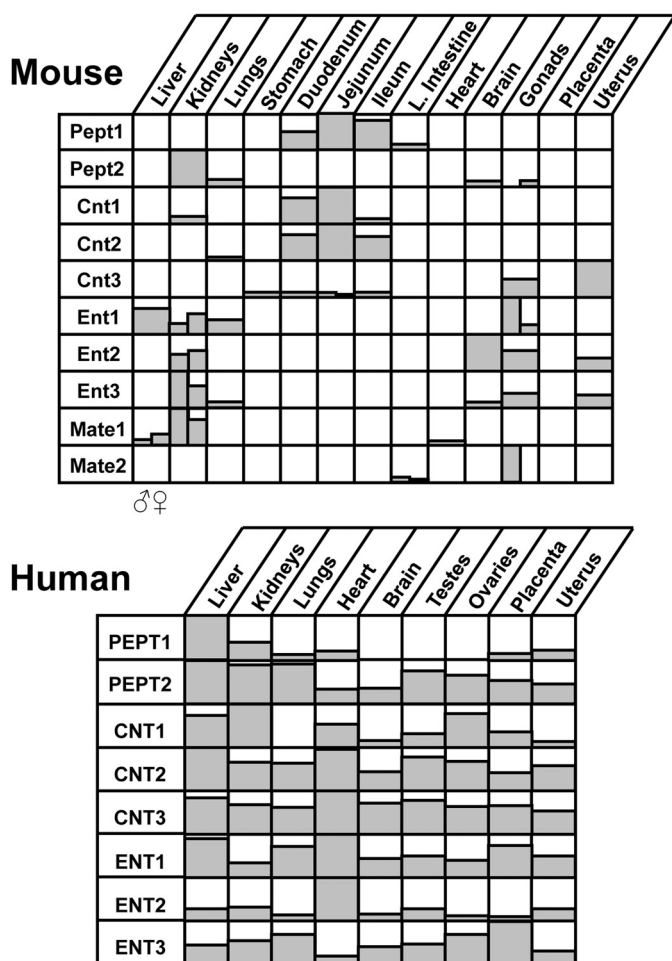 Mouse
Liver
Kidneys
Lungs
Stomach
Duodenum
Jejunum
Ileum
L. Intestine
Heart
Brain
Gonads
Placenta
Uterus
Pept1
Pept2
Cnt1
Cnt2
Cnt3
Ent1
Ent2
Ent3
Mate1
Mate2
♂♀
Human
Liver
Kidneys
Lungs
Heart
Brain
Testes
Ovaries
Placenta
Uterus
PEPT1
PEPT2
CNT1
CNT2
CNT3
ENT1
ENT2
ENT3